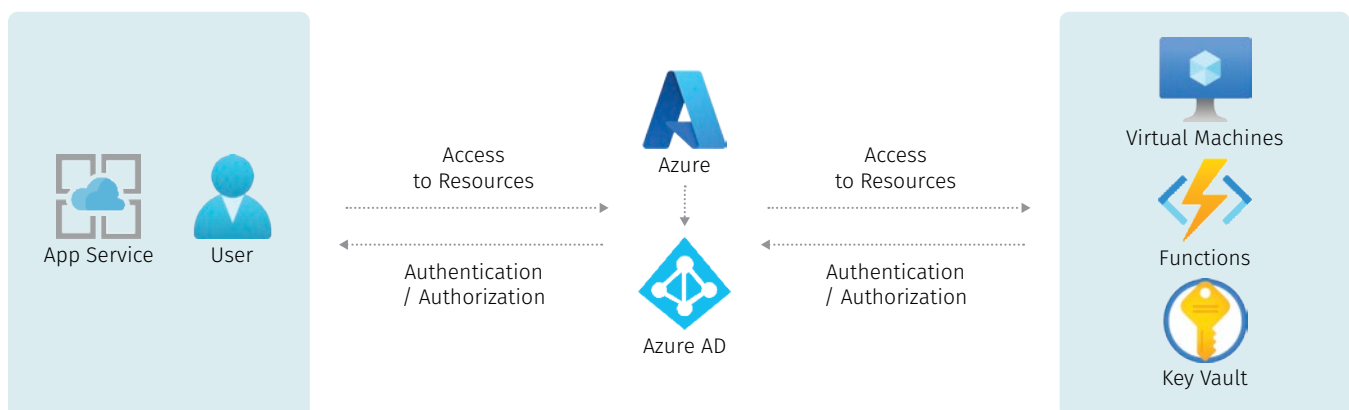 App Service
User
Access
to Resources
Authentication
/ Authorization
Azure
Azure AD
Access
to Resources
Authentication
/ Authorization
Virtual Machines
Functions
Key Vault